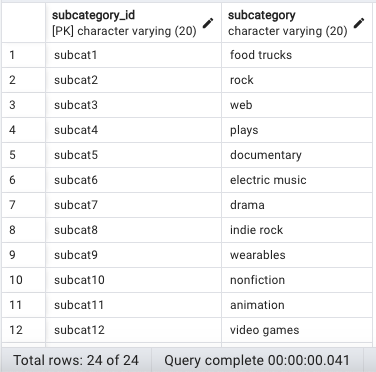 subcategory_id subcategory
[PK] character varying (20) character varying (20)
1 subcat1 food trucks
2 subcat2 rock
3 subcat3 web
4 subcat4 plays
5 subcat5 documentary
6 subcat6 electric music
7 subcat7 drama
8 subcat8 indie rock
9 subcat9 wearables
10 subcat10 nonfiction
11 subcat11 animation
12 subcat12 video games
Total rows: 24 of 24 Query complete 00:00:00.041